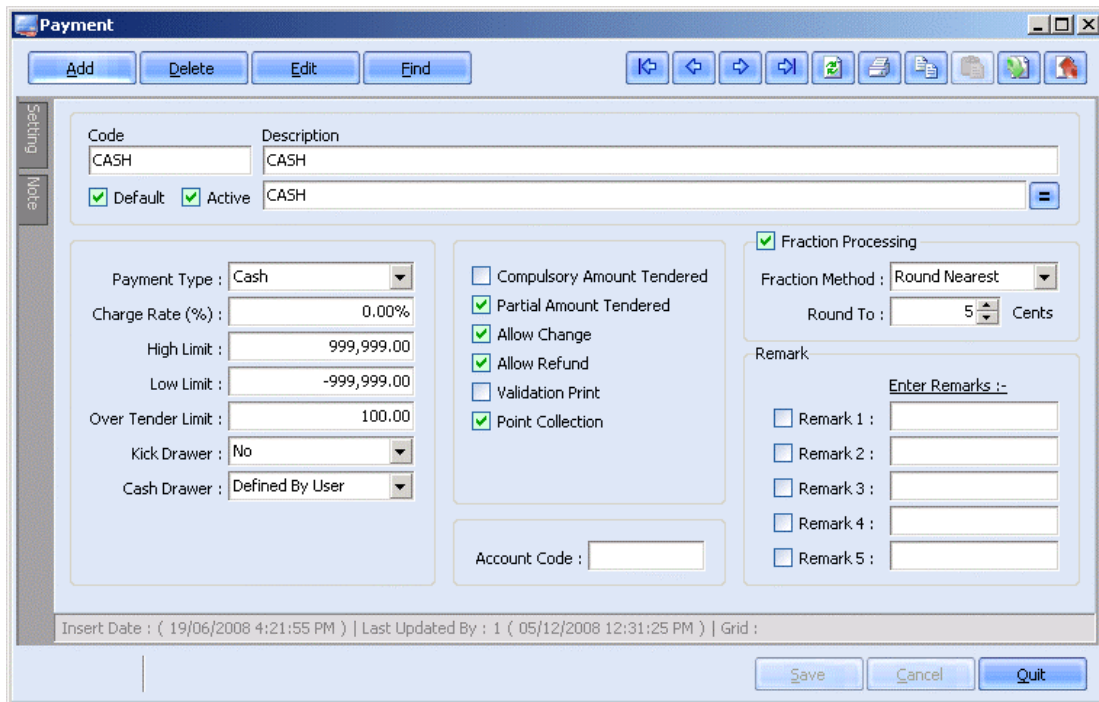 Payment
Add Delete Edit Find
Setting
Note
Code Description
CASH CASH
Default Active CASH =
Payment Type : Cash
Charge Rate (%) : 0.00%
High Limit : 999,999.00
Low Limit : -999,999.00
Over Tender Limit : 100.00
Kick Drawer : No
Cash Drawer : Defined By User
Compulsory Amount Tendered
Partial Amount Tendered
Allow Change
Allow Refund
Validation Print
Point Collection
Account Code :
Fraction Processing
Fraction Method : Round Nearest
Round To : 5 Cents
Remark
Enter Remarks :-
Remark 1 :
Remark 2 :
Remark 3 :
Remark 4 :
Remark 5 :
Insert Date : ( 19/06/2008 4:21:55 PM ) | Last Updated By : 1 ( 05/12/2008 12:31:25 PM ) | Grid :
Save Cancel Quit